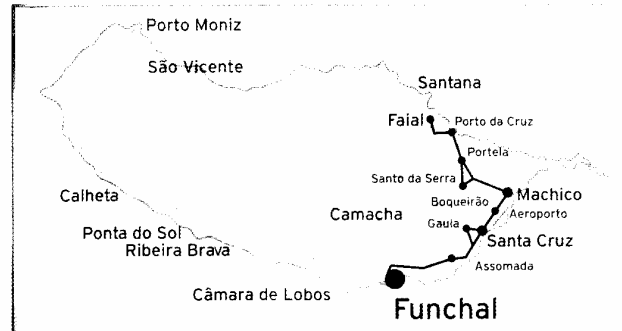 Porto Moniz
São Vicente
Santana
Faial
Porto da Cruz
Portela
Santo da Serra
Machico
Boqueirão
Aeroporto
Calheta
Camacha
Gaula
Ponta do Sol
Santa Cruz
Ribeira Brava
Assomada
Câmara de Lobos
Funchal